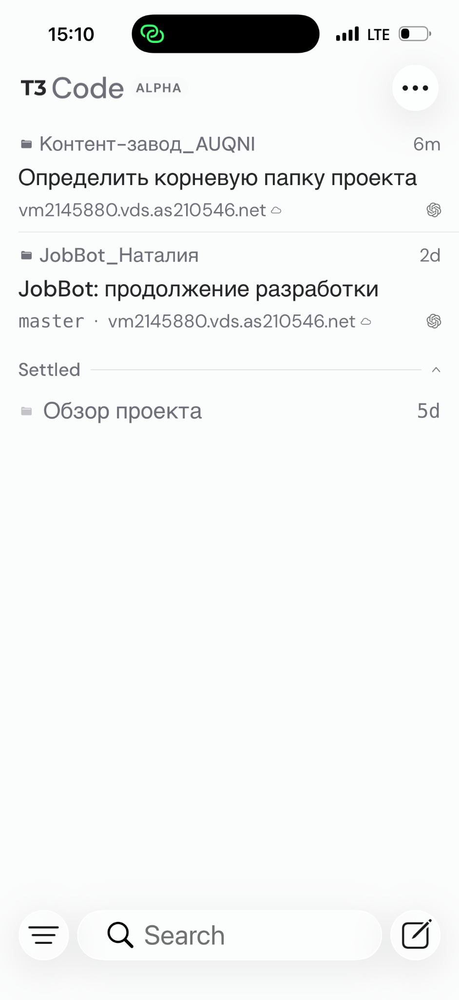 15:10
LTE
T3 Code ALPHA
Контент-завод_AUQNI 6m
Определить корневую папку проекта
vm2145880.vds.as210546.net
JobBot_Наталия 2d
JobBot: продолжение разработки
master · vm2145880.vds.as210546.net
Settled
Обзор проекта 5d
Search